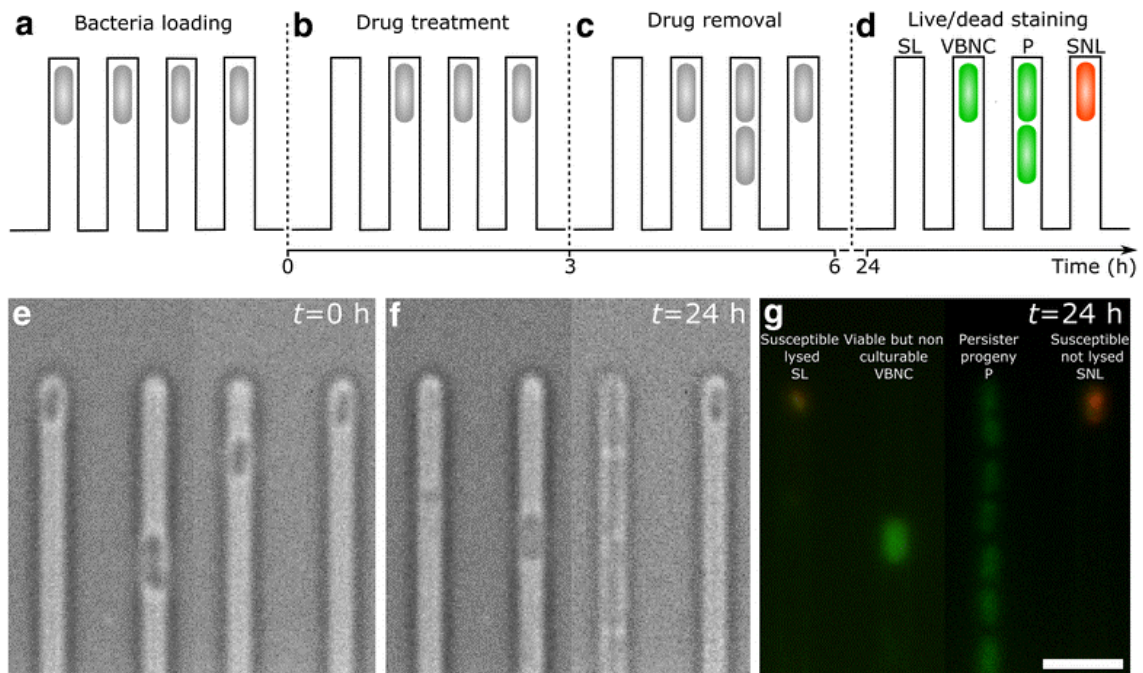 a Bacteria loading
b Drug treatment
c Drug removal
d Live/dead staining
SL VBNC P SNL
0 3 6 24 Time (h)
e t=0 h
f t=24 h
g t=24 h
Susceptible
lysed
SL
Viable but non
culturable
VBNC
Persister
progeny
P
Susceptible
not lysed
SNL